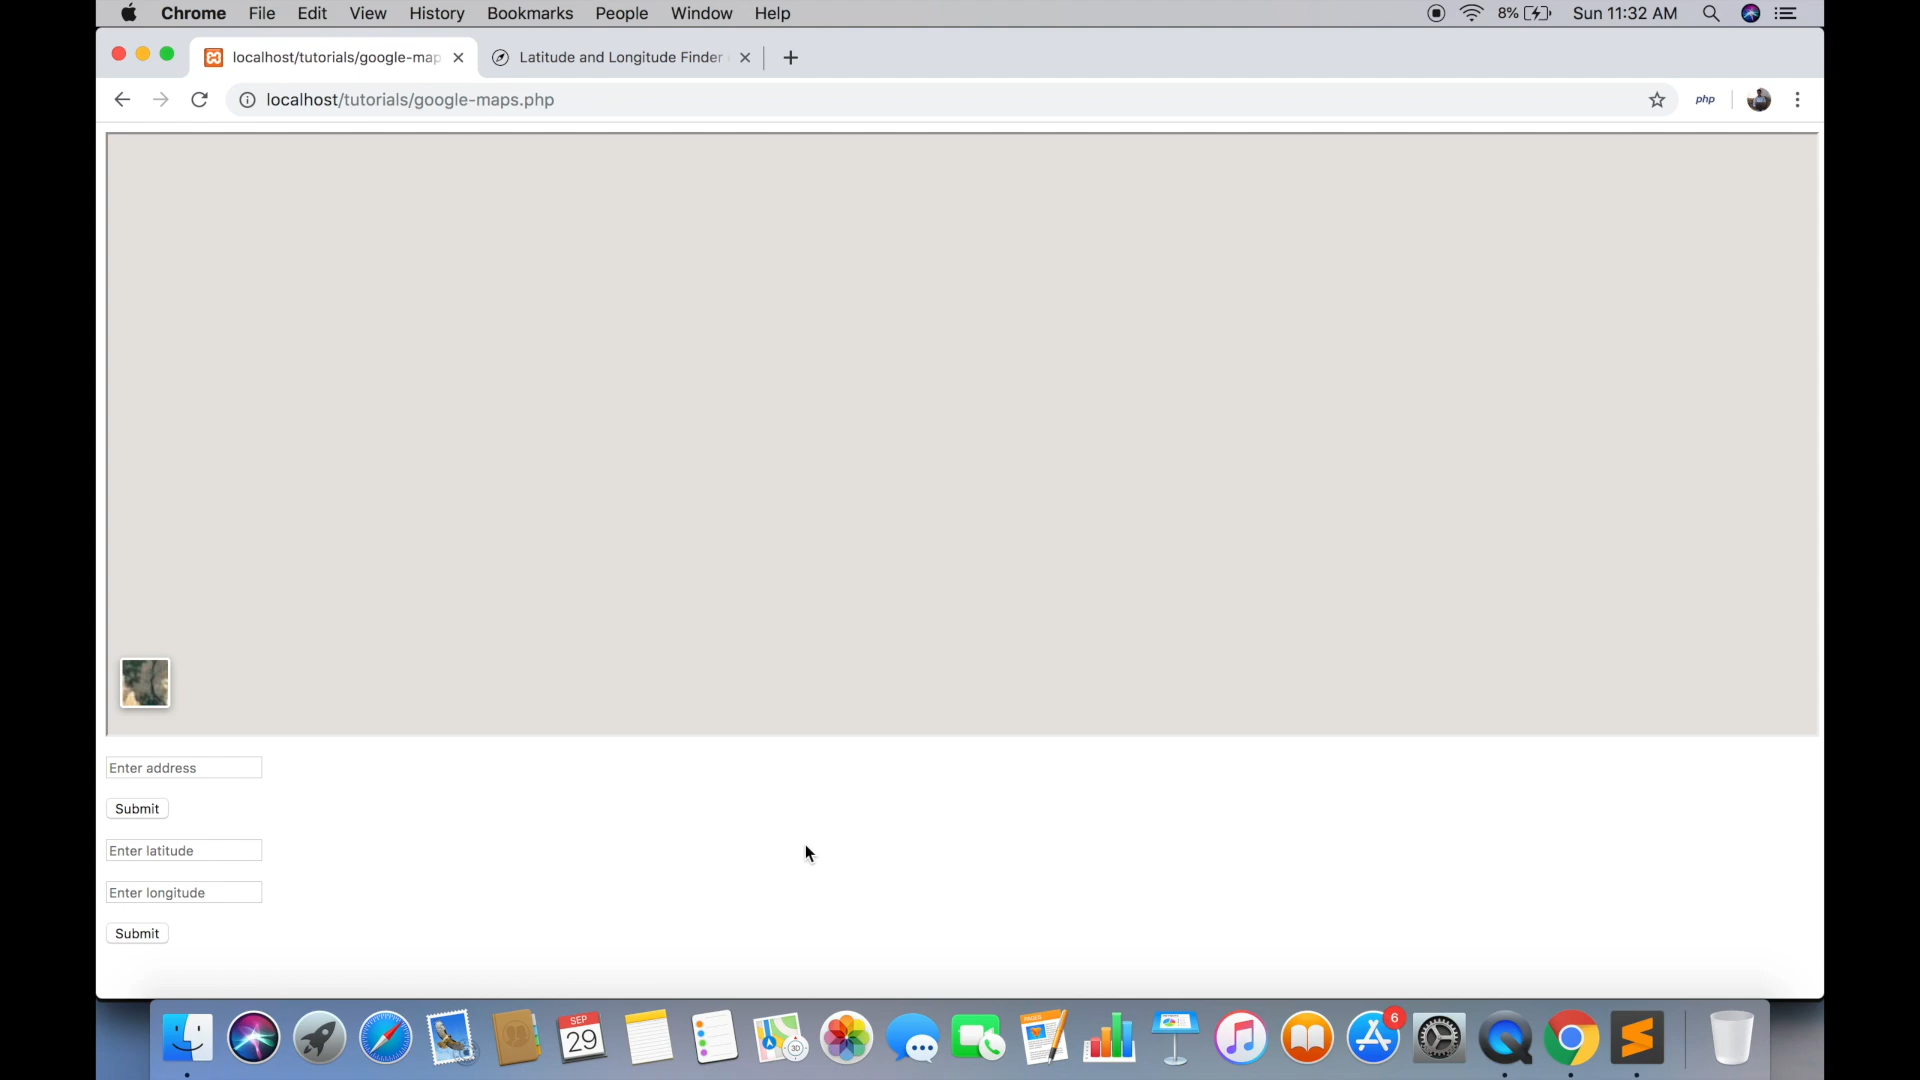 Chrome File Edit View History Bookmarks People Window Help 8% Sun 11:32 AM
localhost/tutorials/google-map Latitude and Longitude Finder
localhost/tutorials/google-maps.php php
Enter address
Submit
Enter latitude
Enter longitude
Submit
SEP
29
6